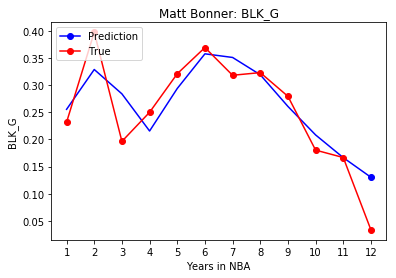 Matt Bonner: BLK_G
Prediction
True
0.40
0.35
0.30
0.25
0.20
0.15
0.10
0.05
BLK_G
1 2 3 4 5 6 7 8 9 10 11 12
Years in NBA